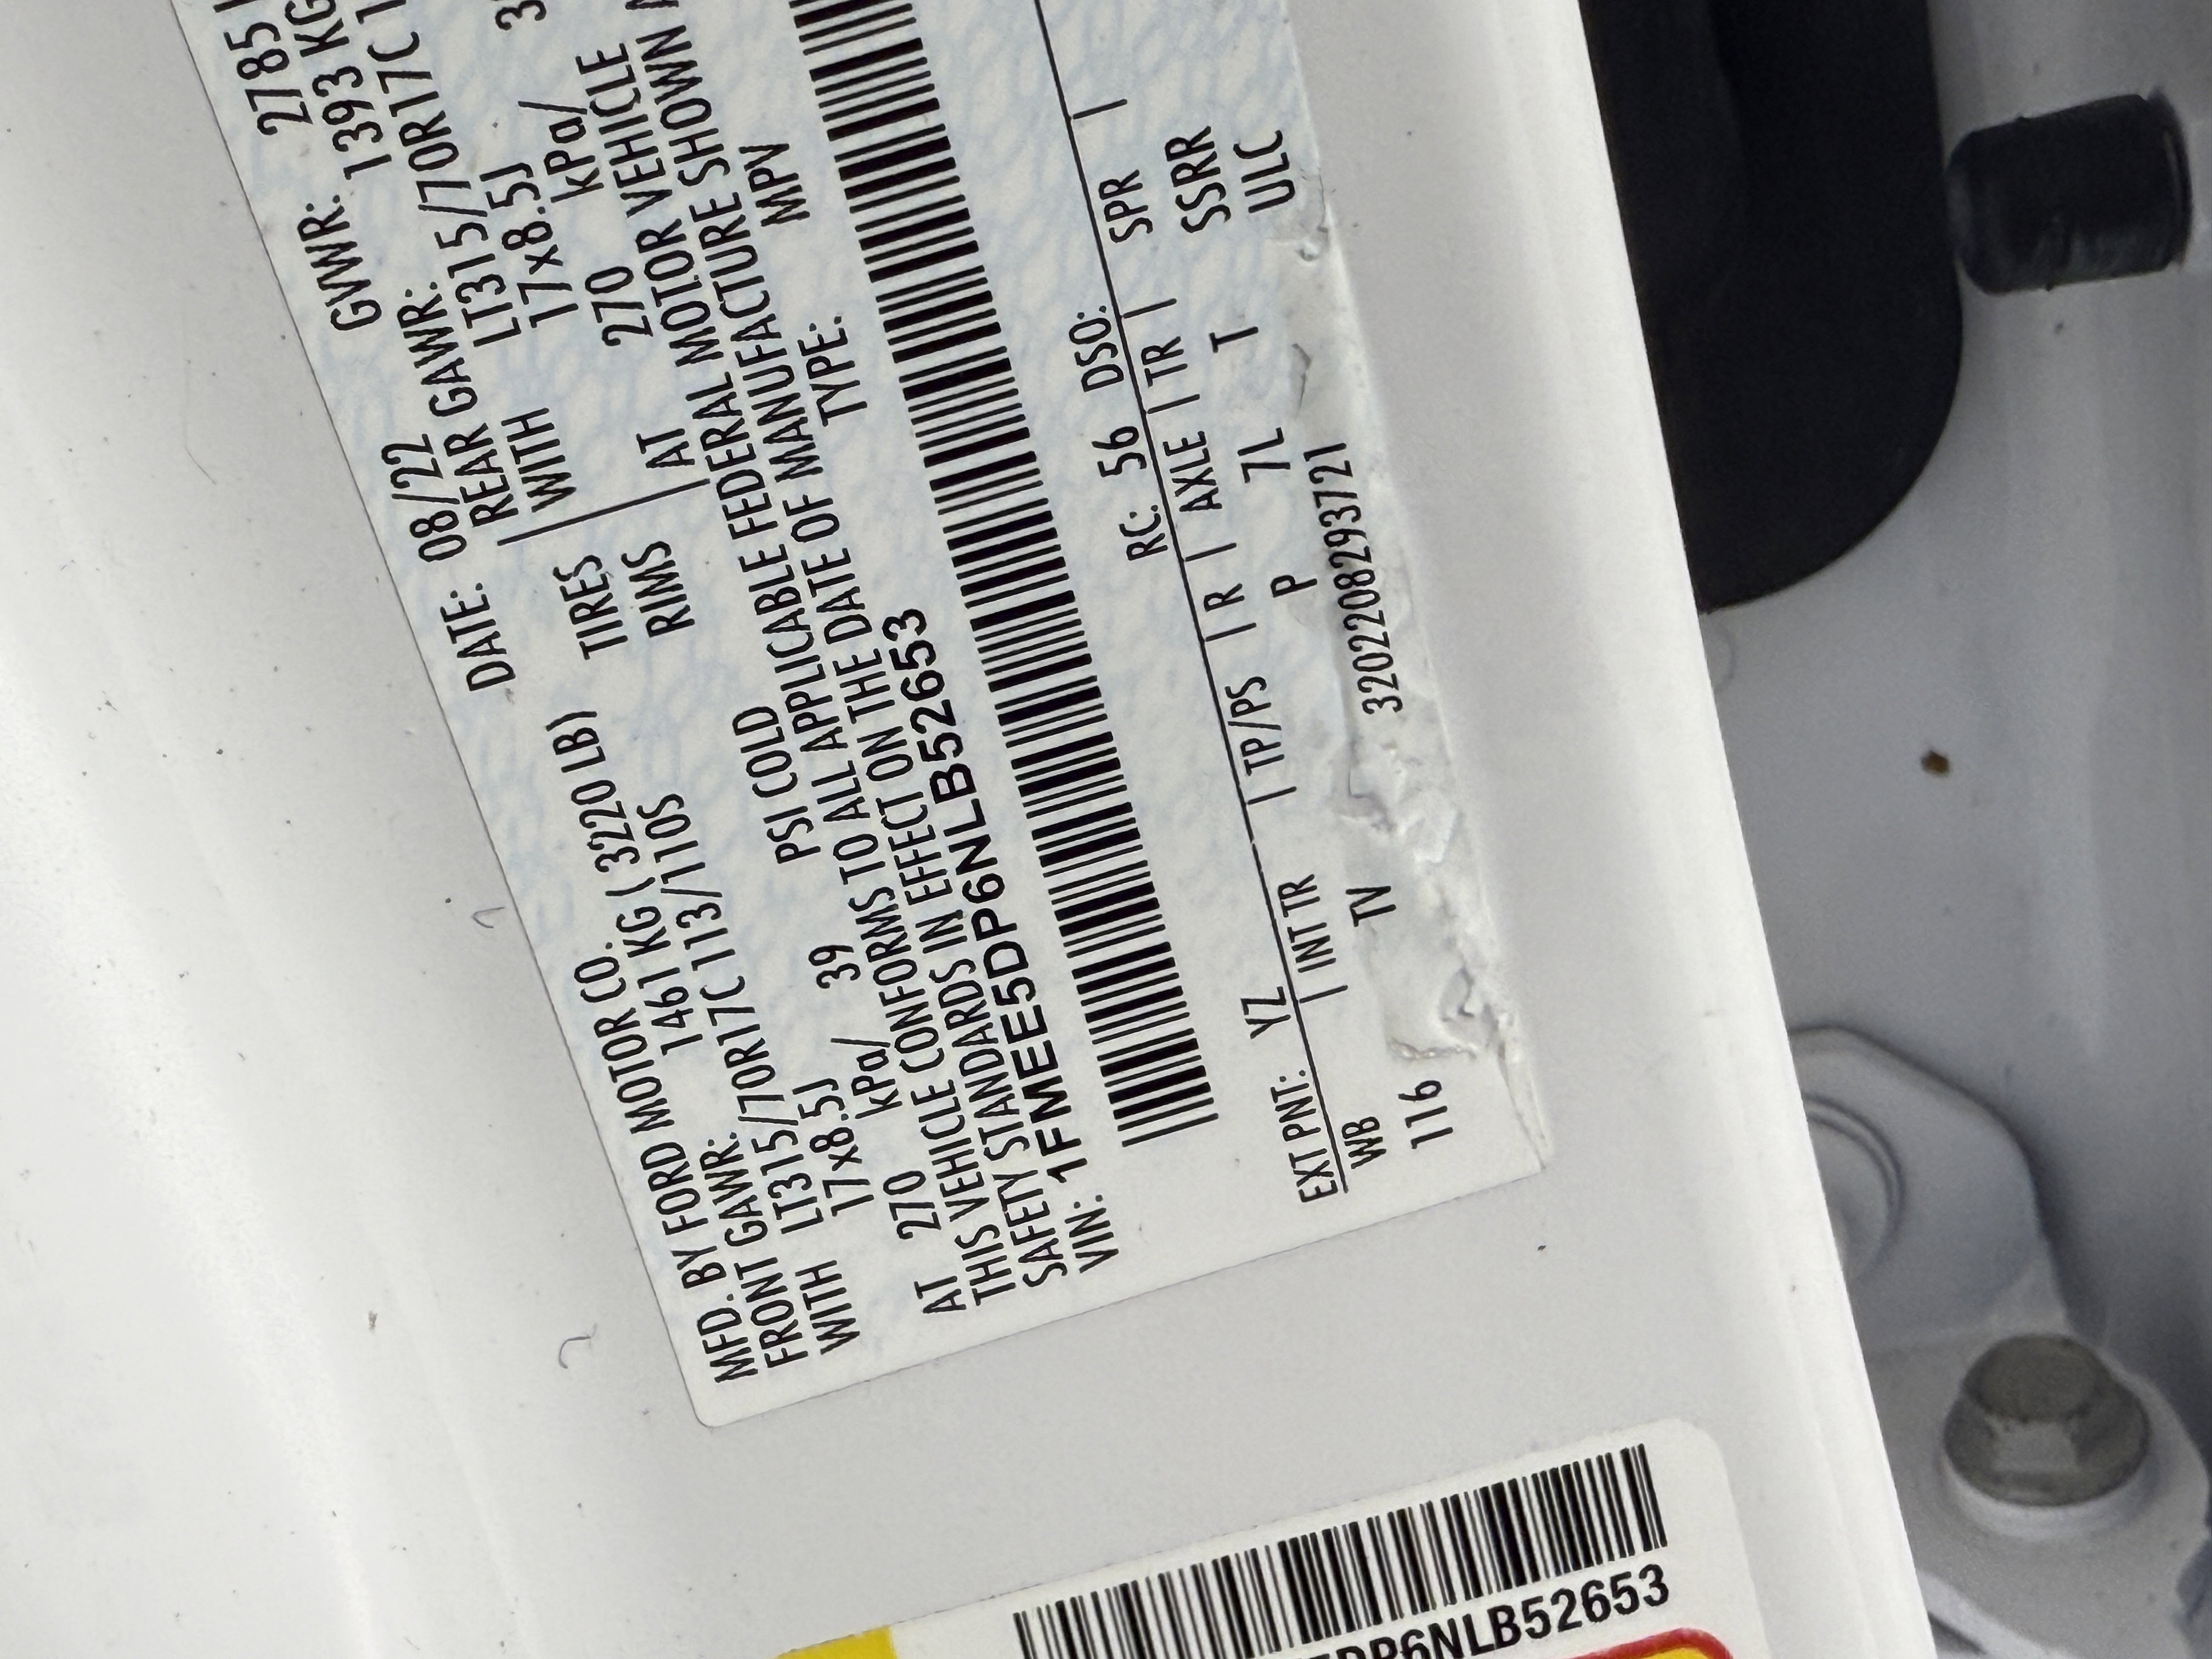 MFD. BY FORD MOTOR CO. DATE: 08/22 GVWR: 2785
FRONT GAWR: 1461 KG ( 3220 LB) REAR GAWR: 1393 KG
WITH LT315/70R17C 113/110S TIRES WITH LT315/70R17C
17x8.5J RIMS 17x8.5J
AT 270 kPa/ 39 PSI COLD AT 270 kPa/
THIS VEHICLE CONFORMS TO ALL APPLICABLE FEDERAL MOTOR VEHICLE
SAFETY STANDARDS IN EFFECT ON THE DATE OF MANUFACTURE SHOWN
VIN: 1FMEE5DP6NLB52653 TYPE: MPV
EXT PNT: YZ RC: 56 DSO:
WB | INT TR | TP/PS | R | AXLE | TR | SPR |
116 TV P 7L T SSRR
3202208293721 ULC
DP6NLB52653